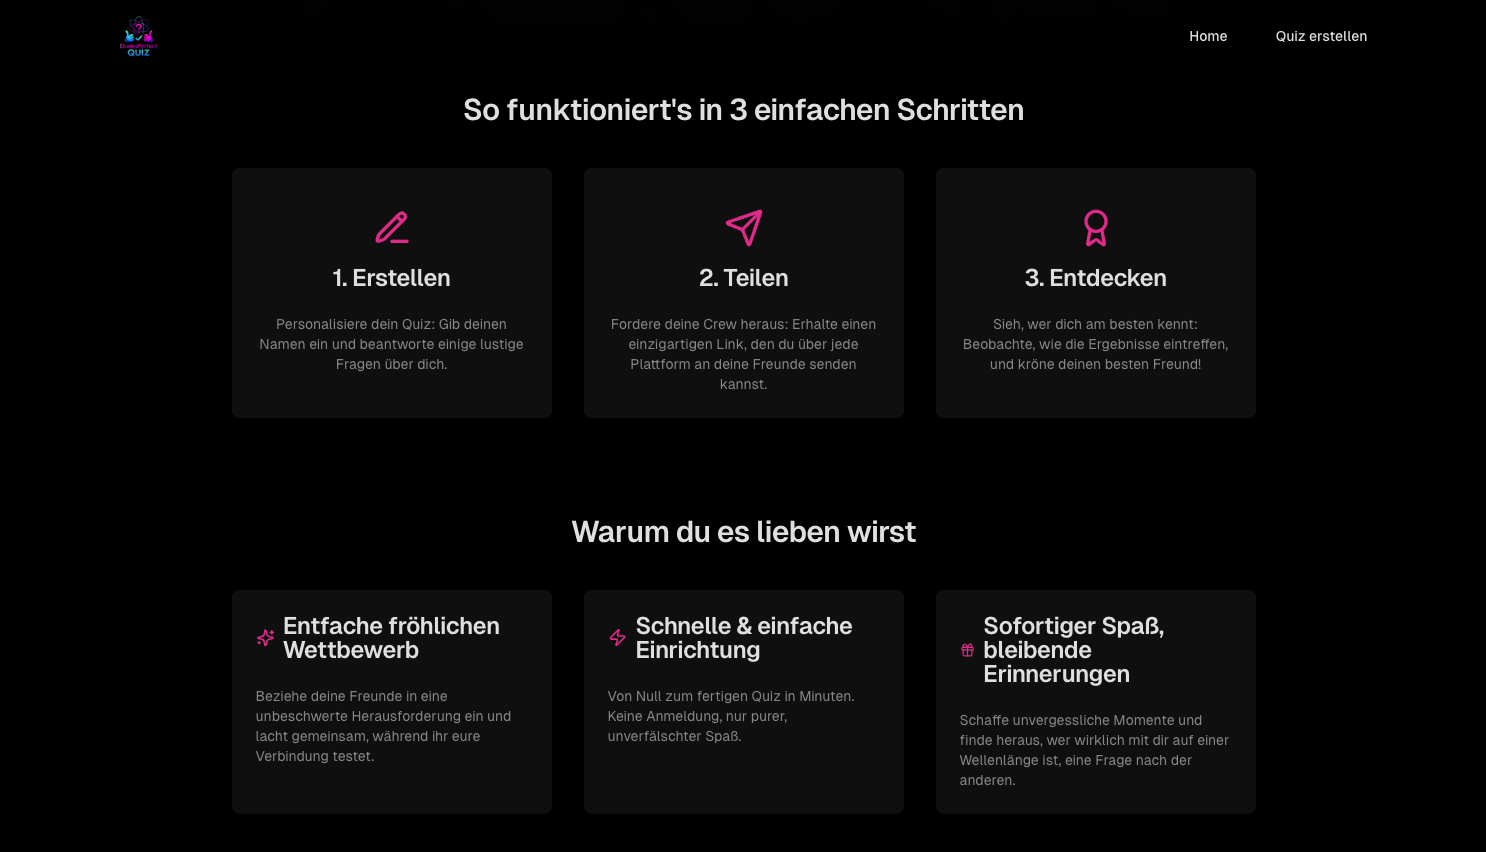 QUIZ
Home
Quiz erstellen
So funktioniert's in 3 einfachen Schritten
1. Erstellen
Personalisiere dein Quiz: Gib deinen
Namen ein und beantworte einige lustige
Fragen über dich.
2. Teilen
Fordere deine Crew heraus: Erhalte einen
einzigartigen Link, den du über jede
Plattform an deine Freunde senden
kannst.
3. Entdecken
Sieh, wer dich am besten kennt:
Beobachte, wie die Ergebnisse eintreffen,
und kröne deinen besten Freund!
Warum du es lieben wirst
Entfache fröhlichen
Wettbewerb
Beziehe deine Freunde in eine
unbeschwerte Herausforderung ein und
lacht gemeinsam, während ihr eure
Verbindung testet.
Schnelle & einfache
Einrichtung
Von Null zum fertigen Quiz in Minuten.
Keine Anmeldung, nur purer,
unverfälschter Spaß.
Sofortiger Spaß,
bleibende
Erinnerungen
Schaffe unvergessliche Momente und
finde heraus, wer wirklich mit dir auf einer
Wellenlänge ist, eine Frage nach der
anderen.